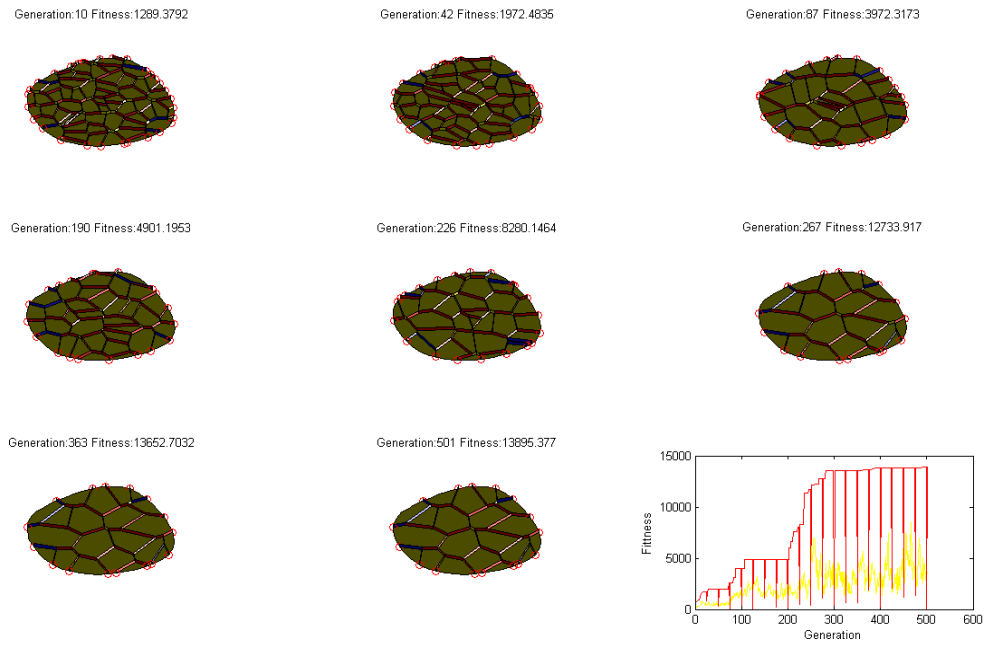 Generation:10 Fitness:1289.3792
Generation:42 Fitness:1972.4835
Generation:87 Fitness:3972.3173
Generation:190 Fitness:4901.1953
Generation:226 Fitness:8280.1464
Generation:267 Fitness:12733.917
Generation:363 Fitness:13652.7032
Generation:501 Fitness:13895.377
15000
10000
5000
0
Fittness
0 100 200 300 400 500 600
Generation